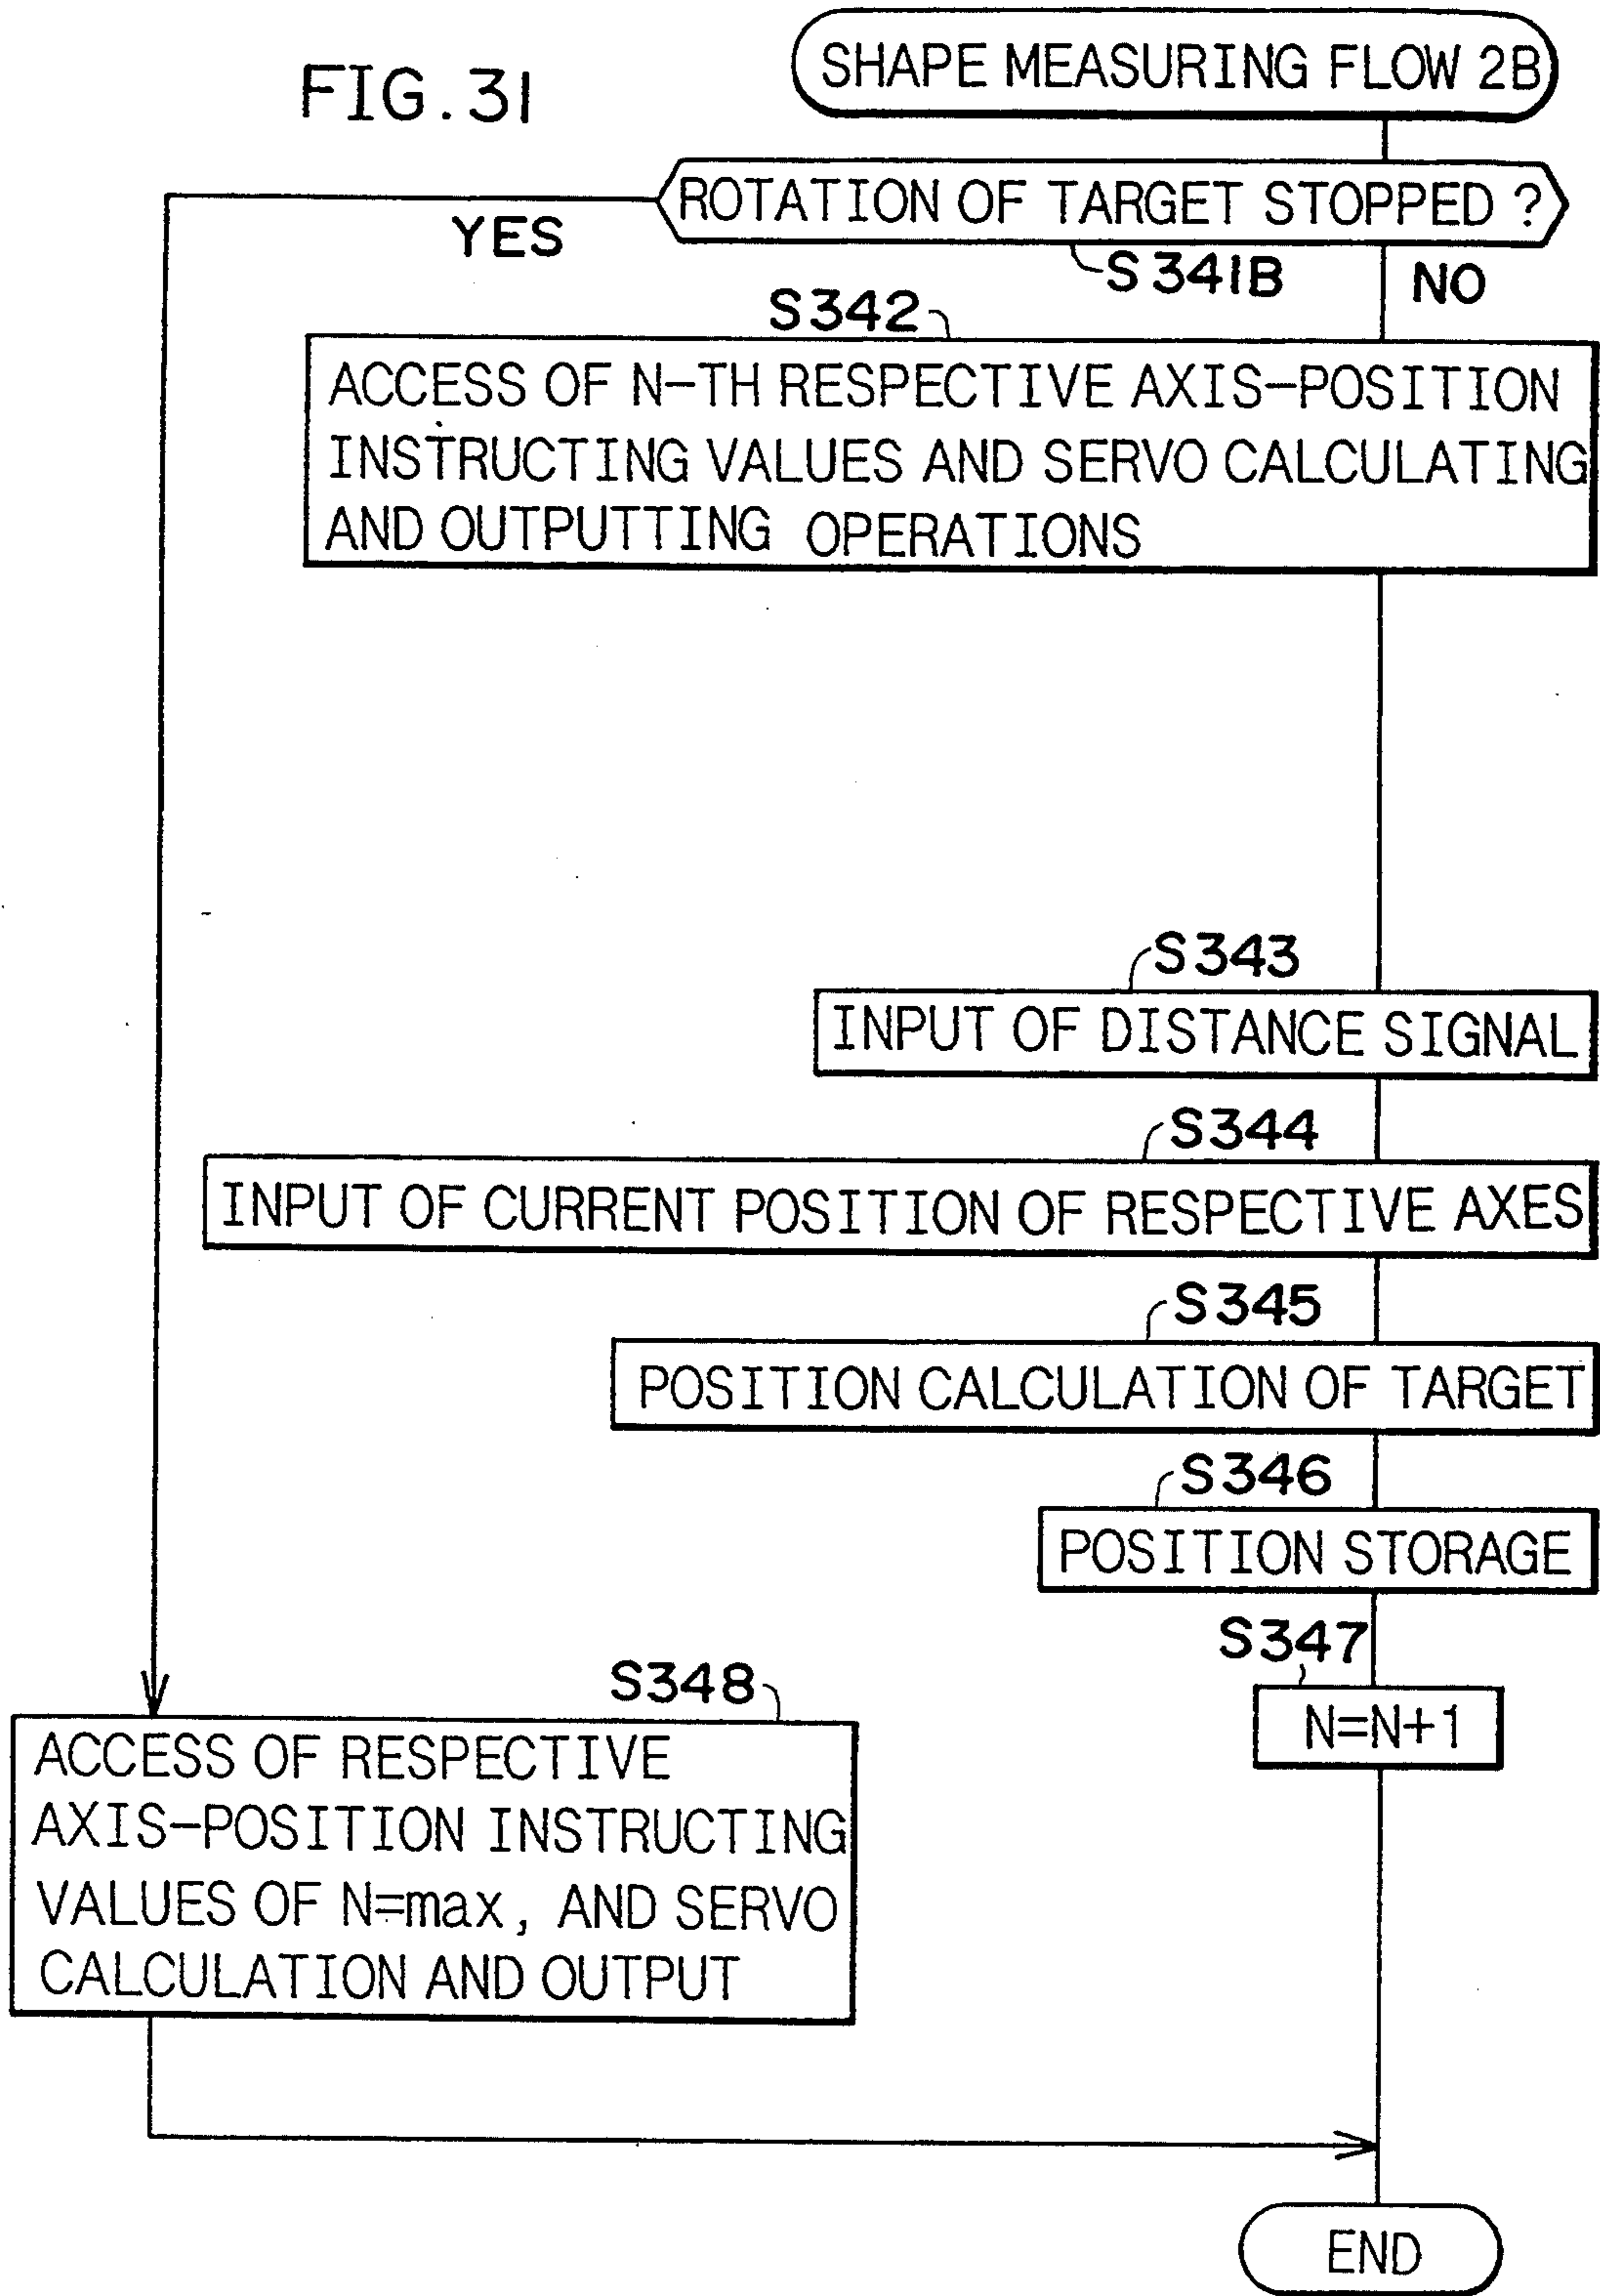 FIG. 31
SHAPE MEASURING FLOW 2B
ROTATION OF TARGET STOPPED ?
YES
S341B
NO
S342
ACCESS OF N-TH RESPECTIVE AXIS-POSITION
INSTRUCTING VALUES AND SERVO CALCULATING
AND OUTPUTTING OPERATIONS
S343
INPUT OF DISTANCE SIGNAL
S344
INPUT OF CURRENT POSITION OF RESPECTIVE AXES
S345
POSITION CALCULATION OF TARGET
S346
POSITION STORAGE
S347
N=N+1
S348
ACCESS OF RESPECTIVE
AXIS-POSITION INSTRUCTING
VALUES OF N=max, AND SERVO
CALCULATION AND OUTPUT
END